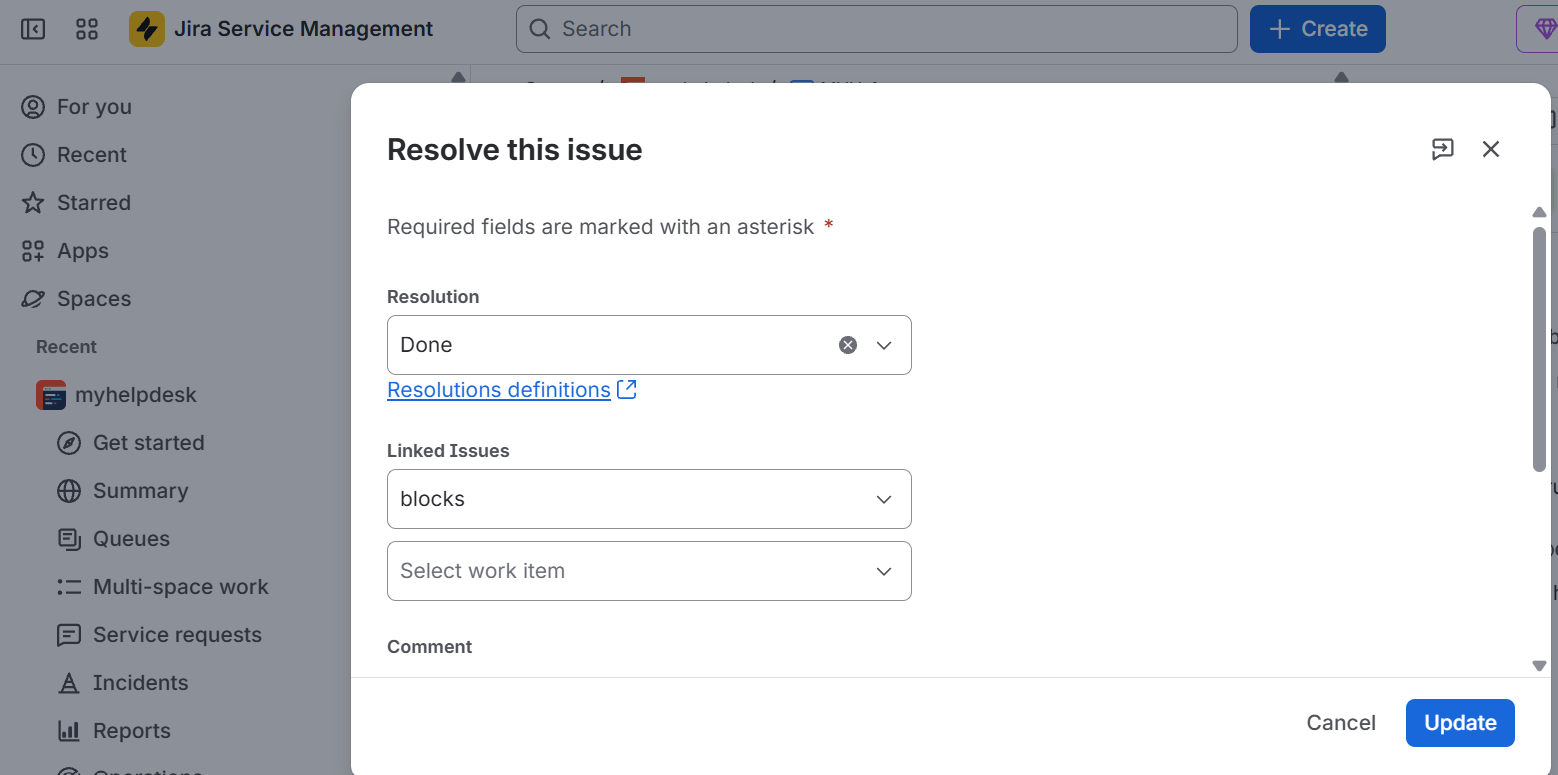 Jira Service Management
Search
Create
For you
Recent
Starred
Apps
Spaces
Recent
myhelpdesk
Get started
Summary
Queues
Multi-space work
Service requests
Incidents
Reports
Resolve this issue
Required fields are marked with an asterisk *
Resolution
Done
Resolutions definitions
Linked Issues
blocks
Select work item
Comment
Cancel
Update